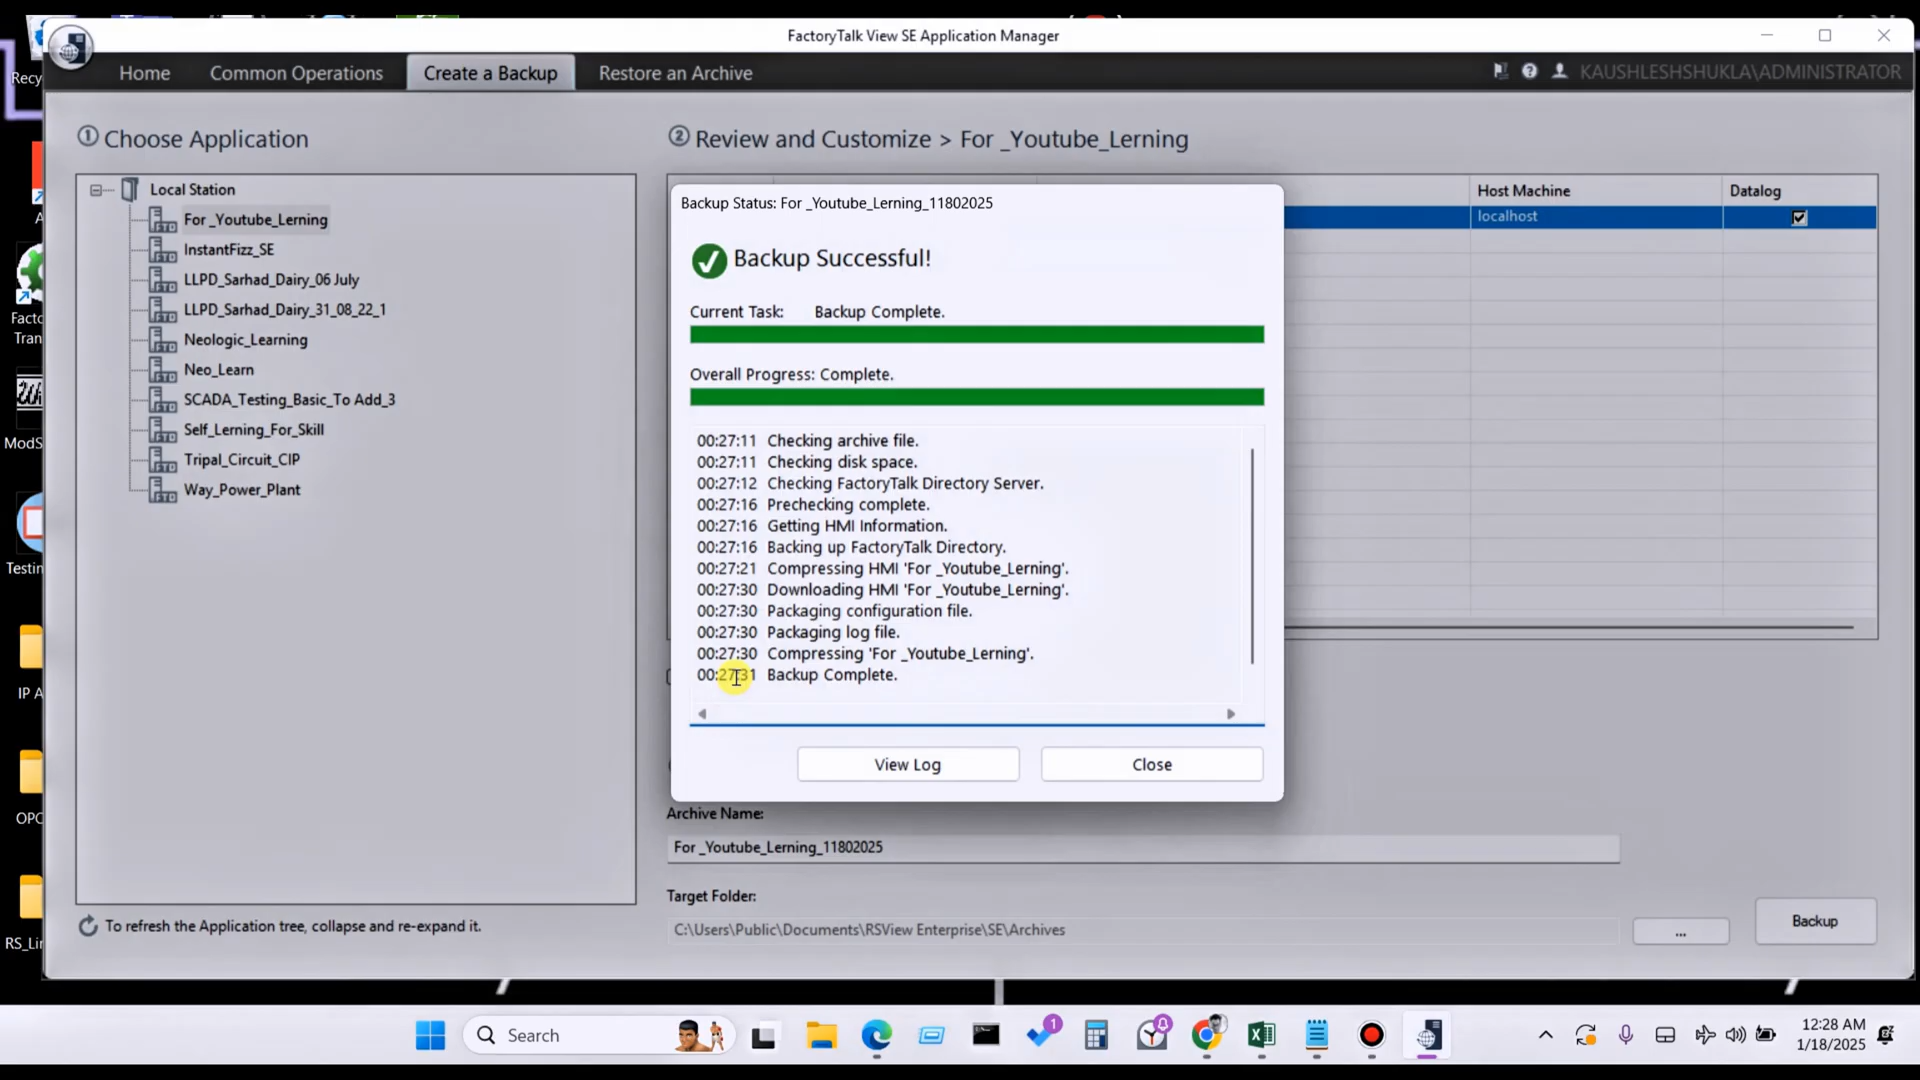 FactoryTalk View SE Application Manager
Home
Common Operations
Create a Backup
Restore an Archive
KAUSHLESHSHUKLA\ADMINISTRATOR
① Choose Application
② Review and Customize > For _Youtube_Lerning
Local Station
For _Youtube_Lerning
InstantFizz_SE
LLPD_Sarhad_Dairy_06 July
LLPD_Sarhad_Dairy_31_08_22_1
Neologic_Learning
Neo_Learn
SCADA_Testing_Basic_To Add_3
Self_Lerning_For_Skill
Tripal_Circuit_CIP
Way_Power_Plant
To refresh the Application tree, collapse and re-expand it.
Host Machine
Datalog
localhost
Backup Status: For _Youtube_Lerning_11802025
Backup Successful!
Current Task: Backup Complete.
Overall Progress: Complete.
00:27:11 Checking archive file.
00:27:11 Checking disk space.
00:27:12 Checking FactoryTalk Directory Server.
00:27:16 Prechecking complete.
00:27:16 Getting HMI Information.
00:27:16 Backing up FactoryTalk Directory.
00:27:21 Compressing HMI 'For _Youtube_Lerning'.
00:27:30 Downloading HMI 'For _Youtube_Lerning'.
00:27:30 Packaging configuration file.
00:27:30 Packaging log file.
00:27:30 Compressing 'For _Youtube_Lerning'.
00:27:31 Backup Complete.
View Log
Close
Archive Name:
For _Youtube_Lerning_11802025
Target Folder:
C:\Users\Public\Documents\RSView Enterprise\SE\Archives
...
Backup
Recy
A
Facto
Tran
ModS
Testin
IP A
OPC
RS_Lin
Search
1
12:28 AM
1/18/2025